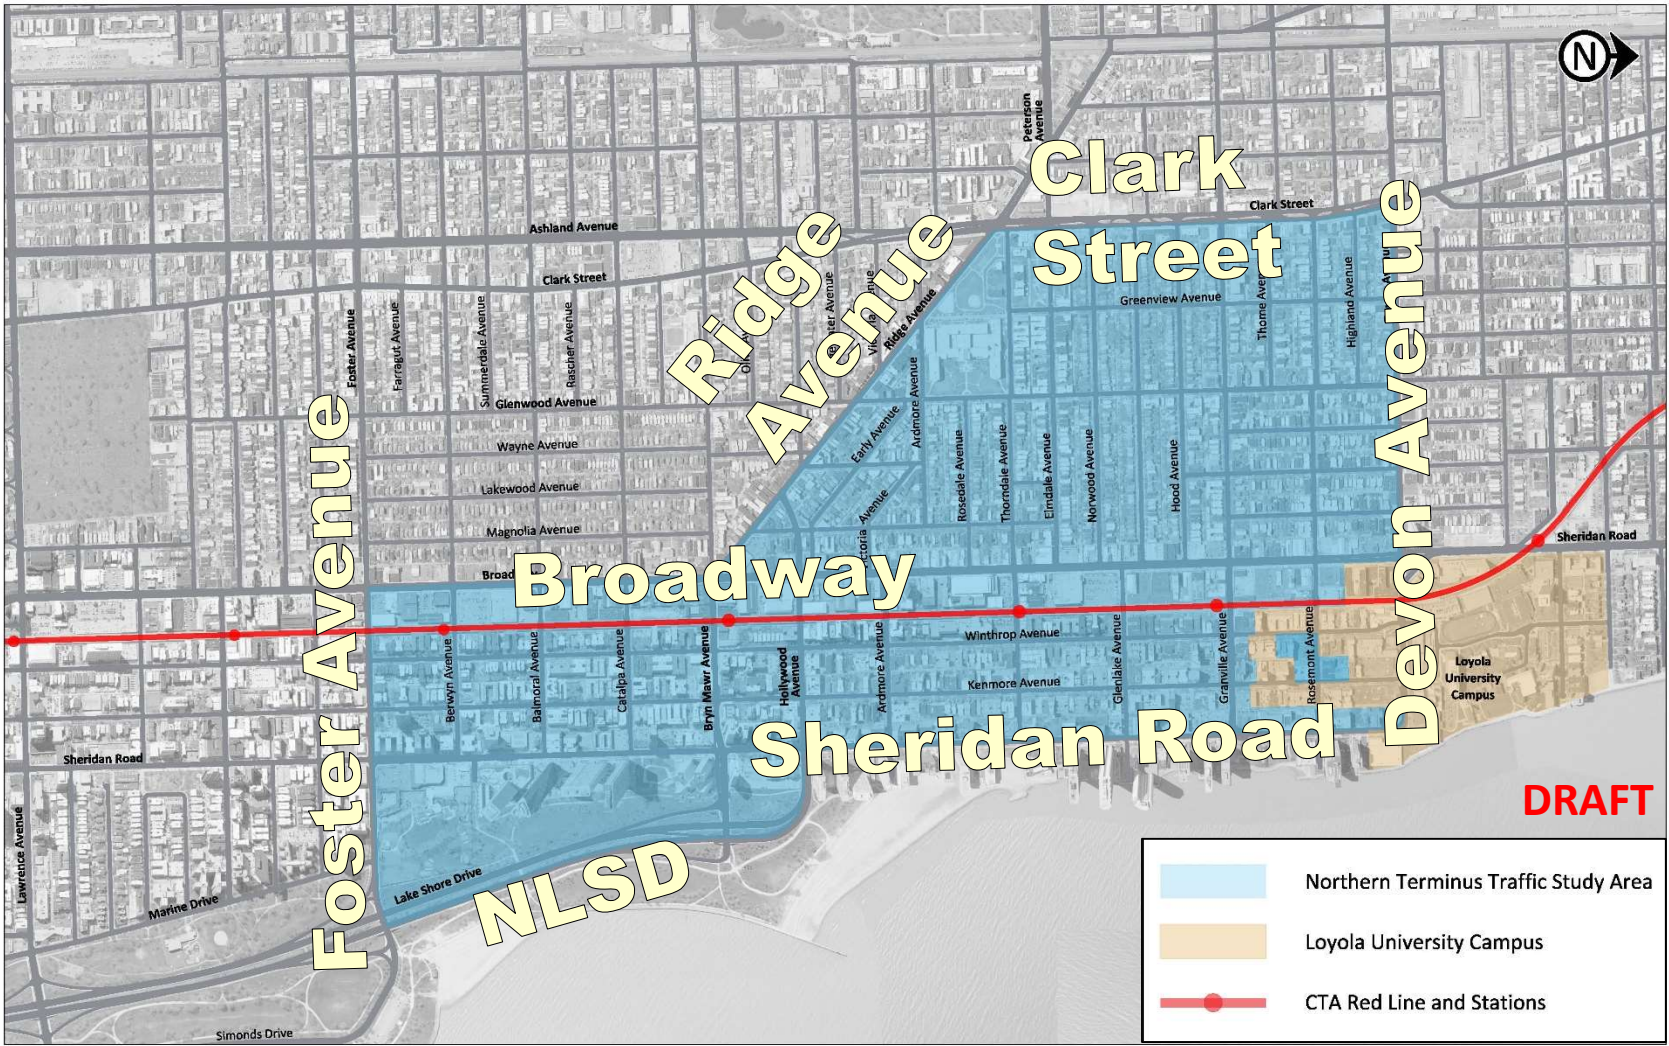 N
Peterson
Avenue
Clark
Street
Clark Street
Ashland Avenue
Clark Street
Ridge
Avenue
Ridge Avenue
Greenview Avenue
Foster Avenue
Farragut Avenue
Summerdale Avenue
Rascher Avenue
Highland Avenue
Glenwood Avenue
Wayne Avenue
Lakewood Avenue
Magnolia Avenue
Early Avenue
Ardmore Avenue
Avenue
Rosedale Avenue
Thorndale Avenue
Elmdale Avenue
Norwood Avenue
Hood Avenue
Devon Avenue
Foster Avenue
Broadway
Sheridan Road
Winthrop Avenue
Kenmore Avenue
Berwyn Avenue
Balmoral Avenue
Catalpa Avenue
Bryn Mawr Avenue
Hollywood
Avenue
Ardmore Avenue
Glenlake Avenue
Granville Avenue
Rosemont Avenue
Loyola
University
Campus
Sheridan Road
Sheridan Road
Lawrence Avenue
Marine Drive
Lake Shore Drive
NLSD
Simonds Drive
DRAFT
Northern Terminus Traffic Study Area
Loyola University Campus
CTA Red Line and Stations